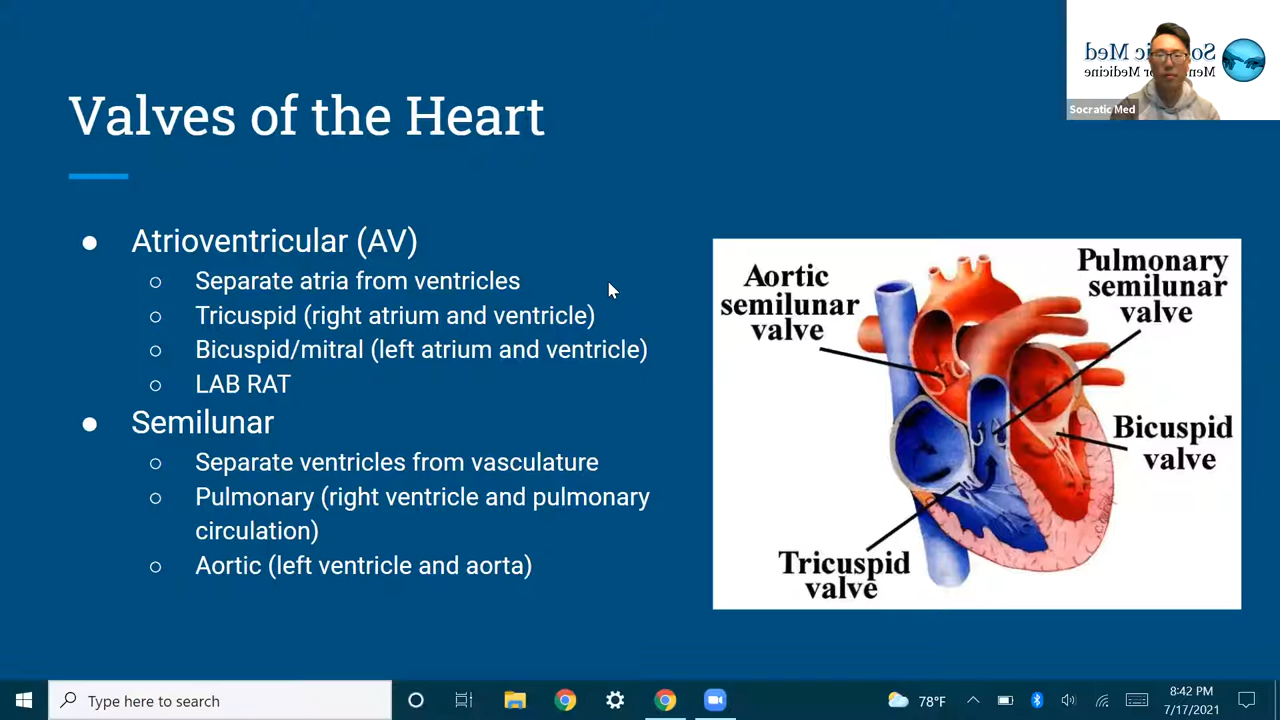 Valves of the Heart
Atrioventricular (AV)
Separate atria from ventricles
Tricuspid (right atrium and ventricle)
Bicuspid/mitral (left atrium and ventricle)
LAB RAT
Semilunar
Separate ventricles from vasculature
Pulmonary (right ventricle and pulmonary
circulation)
Aortic (left ventricle and aorta)
Aortic
semilunar
valve
Pulmonary
semilunar
valve
Bicuspid
valve
Tricuspid
valve
Med
Medicine
Socratic Med
Type here to search
78°F
8:42 PM
7/17/2021